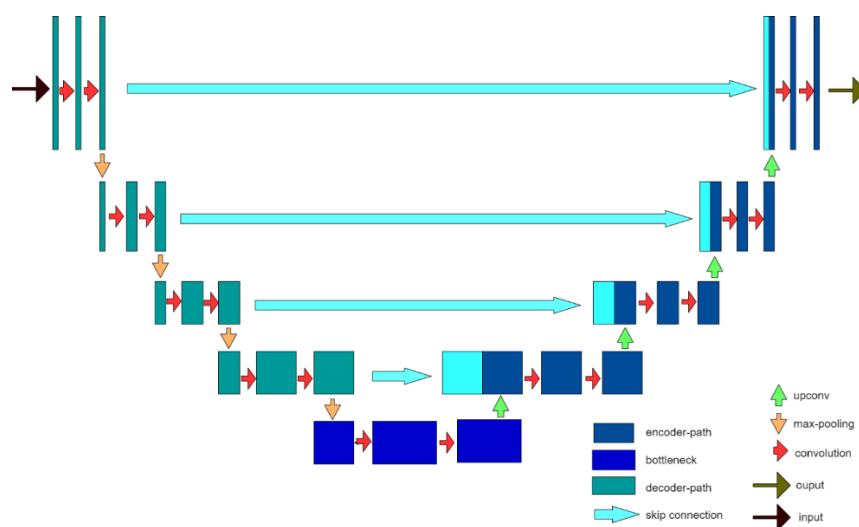 upconv
max-pooling
encoder-path
convolution
bottleneck
decoder-path
ouput
skip connection
input